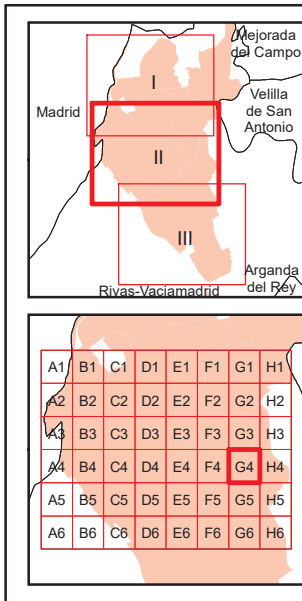 Mejorada
del Campo
I
Madrid
Velilla
de San
Antonio
II
III
Arganda
del Rey
Rivas-Vaciamadrid
A1 B1 C1 D1 E1 F1 G1 H1
A2 B2 C2 D2 E2 F2 G2 H2
A3 B3 C3 D3 E3 F3 G3 H3
A4 B4 C4 D4 E4 F4 G4 H4
A5 B5 C5 D5 E5 F5 G5 H5
A6 B6 C6 D6 E6 F6 G6 H6